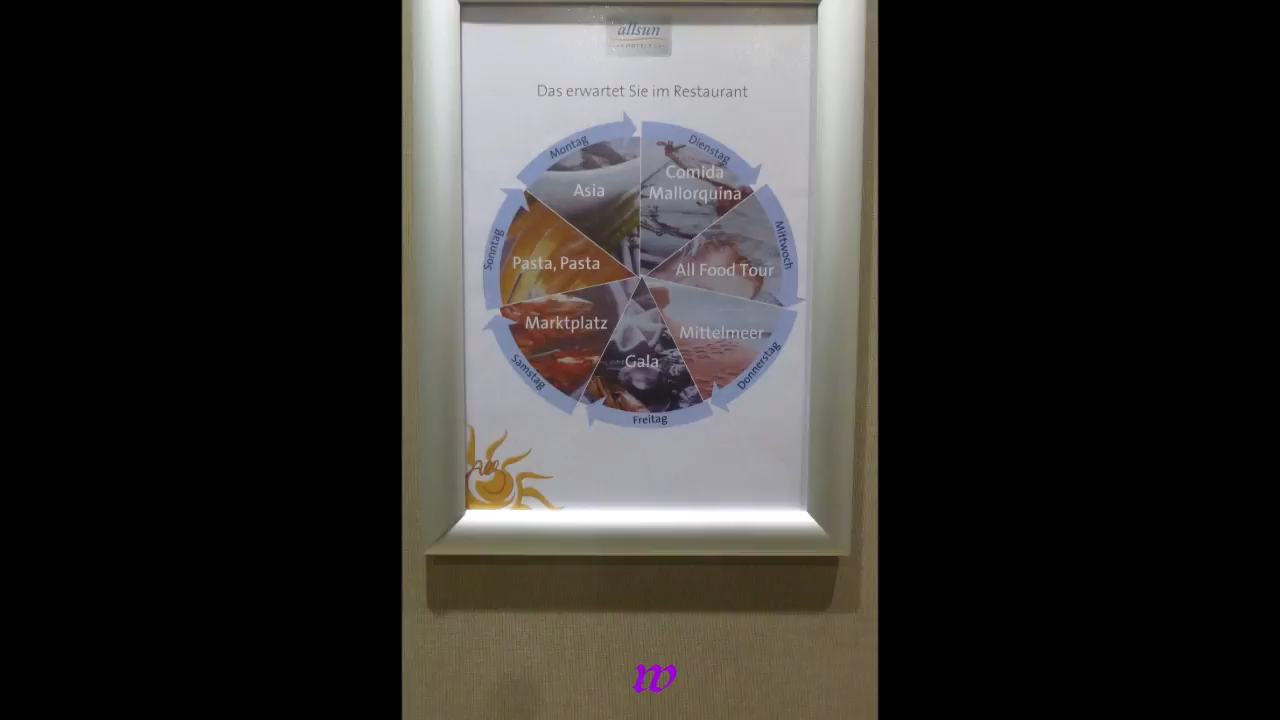 allsun
HOTELS
Das erwartet Sie im Restaurant
Montag
Asia
Dienstag
Comida
Mallorquina
Mittwoch
All Food Tour
Donnerstag
Mittelmeer
Freitag
Gala
Samstag
Marktplatz
Sonntag
Pasta, Pasta
w